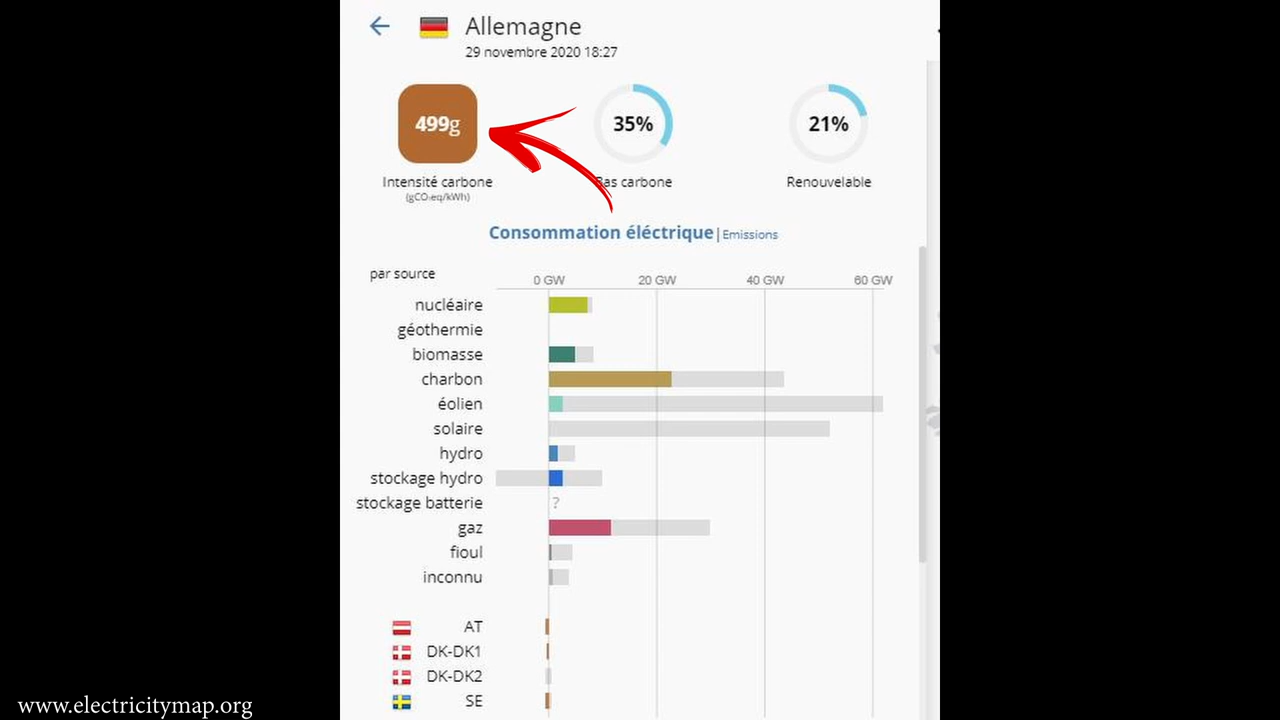 Allemagne
29 novembre 2020 18:27
499g
35%
21%
Intensité carbone
(gCO₂eq/kWh)
Bas carbone
Renouvelable
Consommation éléctrique | Emissions
par source
0 GW 20 GW 40 GW 60 GW
nucléaire
géothermie
biomasse
charbon
éolien
solaire
hydro
stockage hydro
stockage batterie ?
gaz
fioul
inconnu
AT
DK-DK1
DK-DK2
SE
www.electricitymap.org